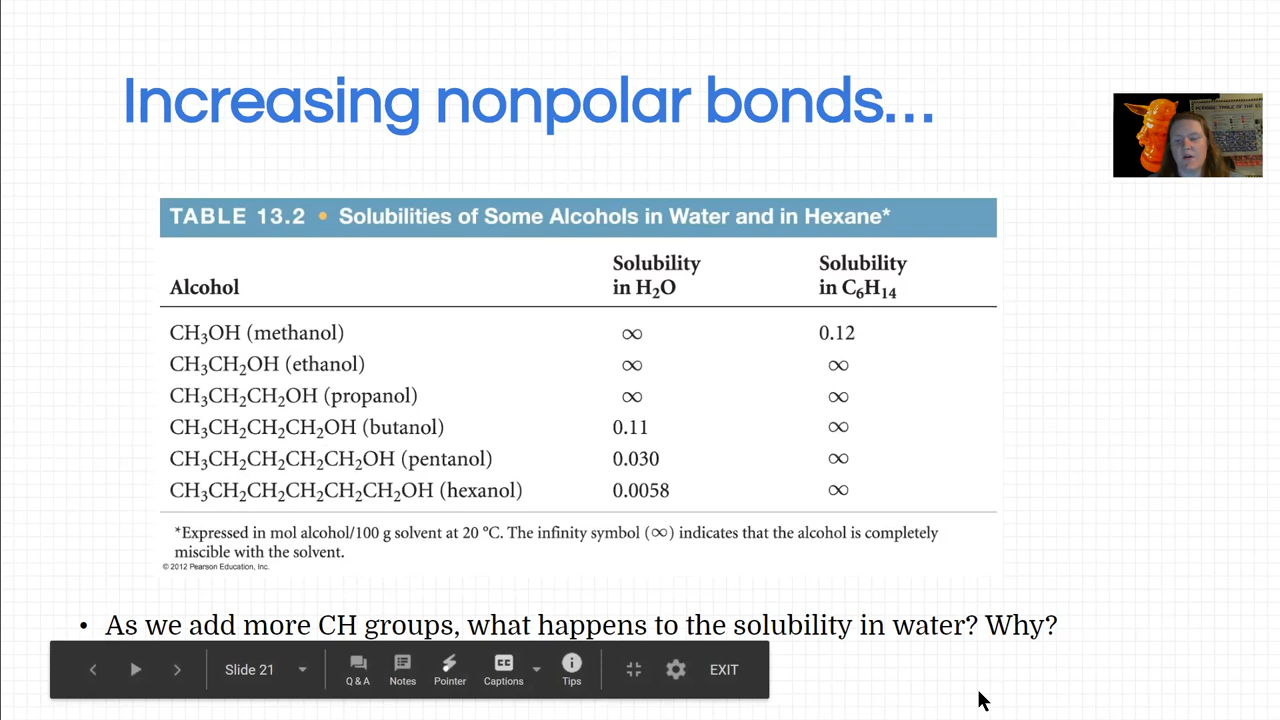 Increasing nonpolar bonds...
TABLE 13.2 • Solubilities of Some Alcohols in Water and in Hexane*
Alcohol Solubility in H₂O Solubility in C₆H₁₄
CH₃OH (methanol) ∞ 0.12
CH₃CH₂OH (ethanol) ∞ ∞
CH₃CH₂CH₂OH (propanol) ∞ ∞
CH₃CH₂CH₂CH₂OH (butanol) 0.11 ∞
CH₃CH₂CH₂CH₂CH₂OH (pentanol) 0.030 ∞
CH₃CH₂CH₂CH₂CH₂CH₂OH (hexanol) 0.0058 ∞
*Expressed in mol alcohol/100 g solvent at 20 °C. The infinity symbol (∞) indicates that the alcohol is completely
miscible with the solvent.
© 2012 Pearson Education, Inc.
• As we add more CH groups, what happens to the solubility in water? Why?
Slide 21 Q & A Notes Pointer CC Captions Tips EXIT